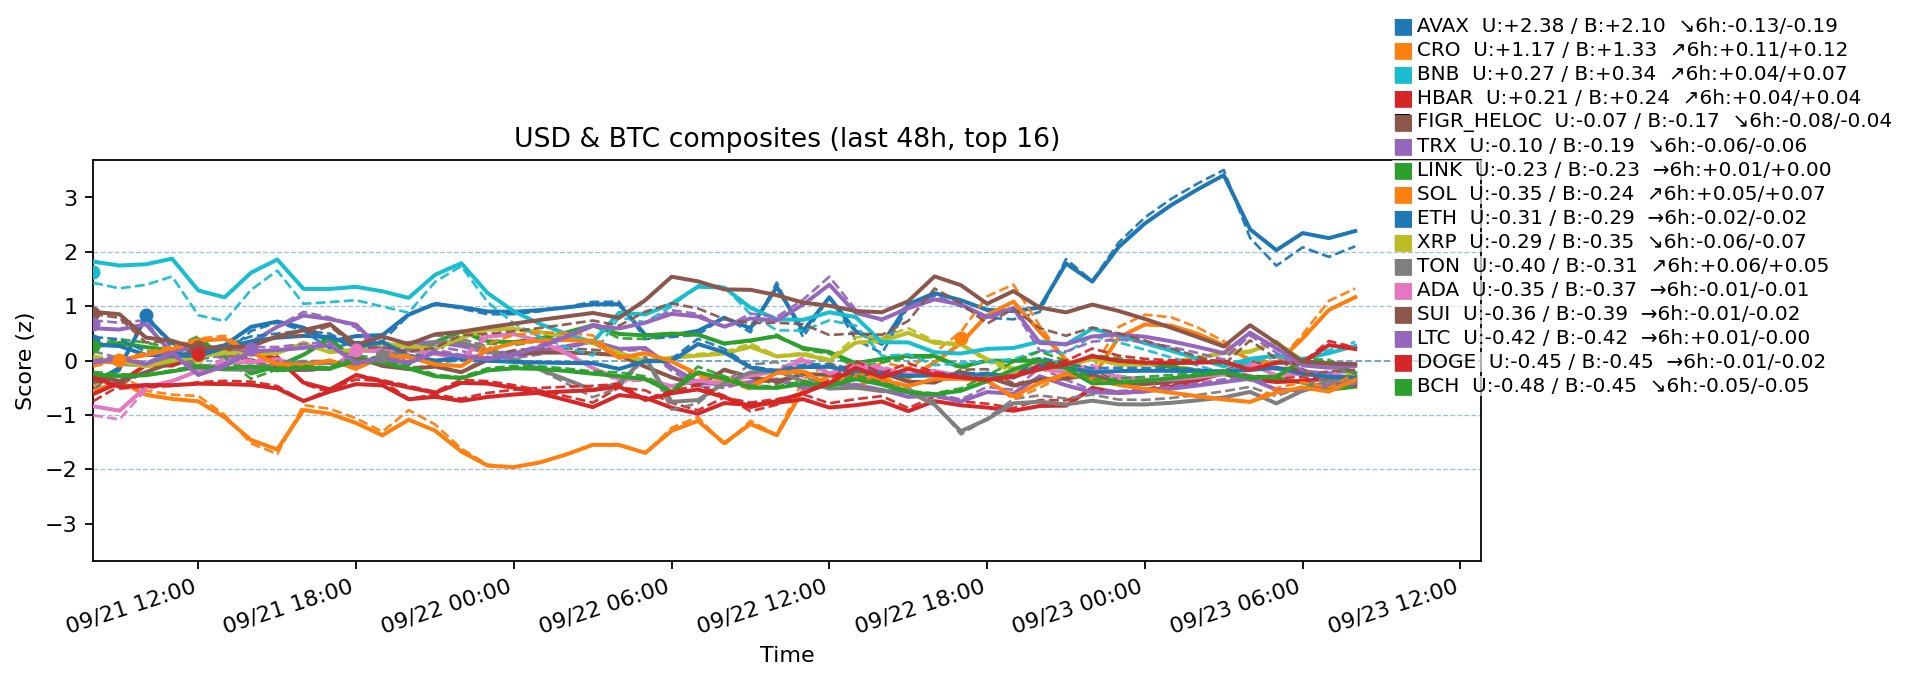 AVAX  U:+2.38 / B:+2.10  ↘6h:-0.13/-0.19
CRO  U:+1.17 / B:+1.33  ↗6h:+0.11/+0.12
BNB  U:+0.27 / B:+0.34  ↗6h:+0.04/+0.07
HBAR  U:+0.21 / B:+0.24  ↗6h:+0.04/+0.04
FIGR_HELOC  U:-0.07 / B:-0.17  ↘6h:-0.08/-0.04
TRX  U:-0.10 / B:-0.19  ↘6h:-0.06/-0.06
LINK  U:-0.23 / B:-0.23  →6h:+0.01/+0.00
SOL  U:-0.35 / B:-0.24  ↗6h:+0.05/+0.07
ETH  U:-0.31 / B:-0.29  →6h:-0.02/-0.02
XRP  U:-0.29 / B:-0.35  ↘6h:-0.06/-0.07
TON  U:-0.40 / B:-0.31  ↗6h:+0.06/+0.05
ADA  U:-0.35 / B:-0.37  →6h:-0.01/-0.01
SUI  U:-0.36 / B:-0.39  →6h:-0.01/-0.02
LTC  U:-0.42 / B:-0.42  →6h:+0.01/-0.00
DOGE  U:-0.45 / B:-0.45  →6h:-0.01/-0.02
BCH  U:-0.48 / B:-0.45  ↘6h:-0.05/-0.05
USD & BTC composites (last 48h, top 16)
Score (z)
3
2
1
0
−1
−2
−3
09/21 12:00
09/21 18:00
09/22 00:00
09/22 06:00
09/22 12:00
09/22 18:00
09/23 00:00
09/23 06:00
09/23 12:00
Time